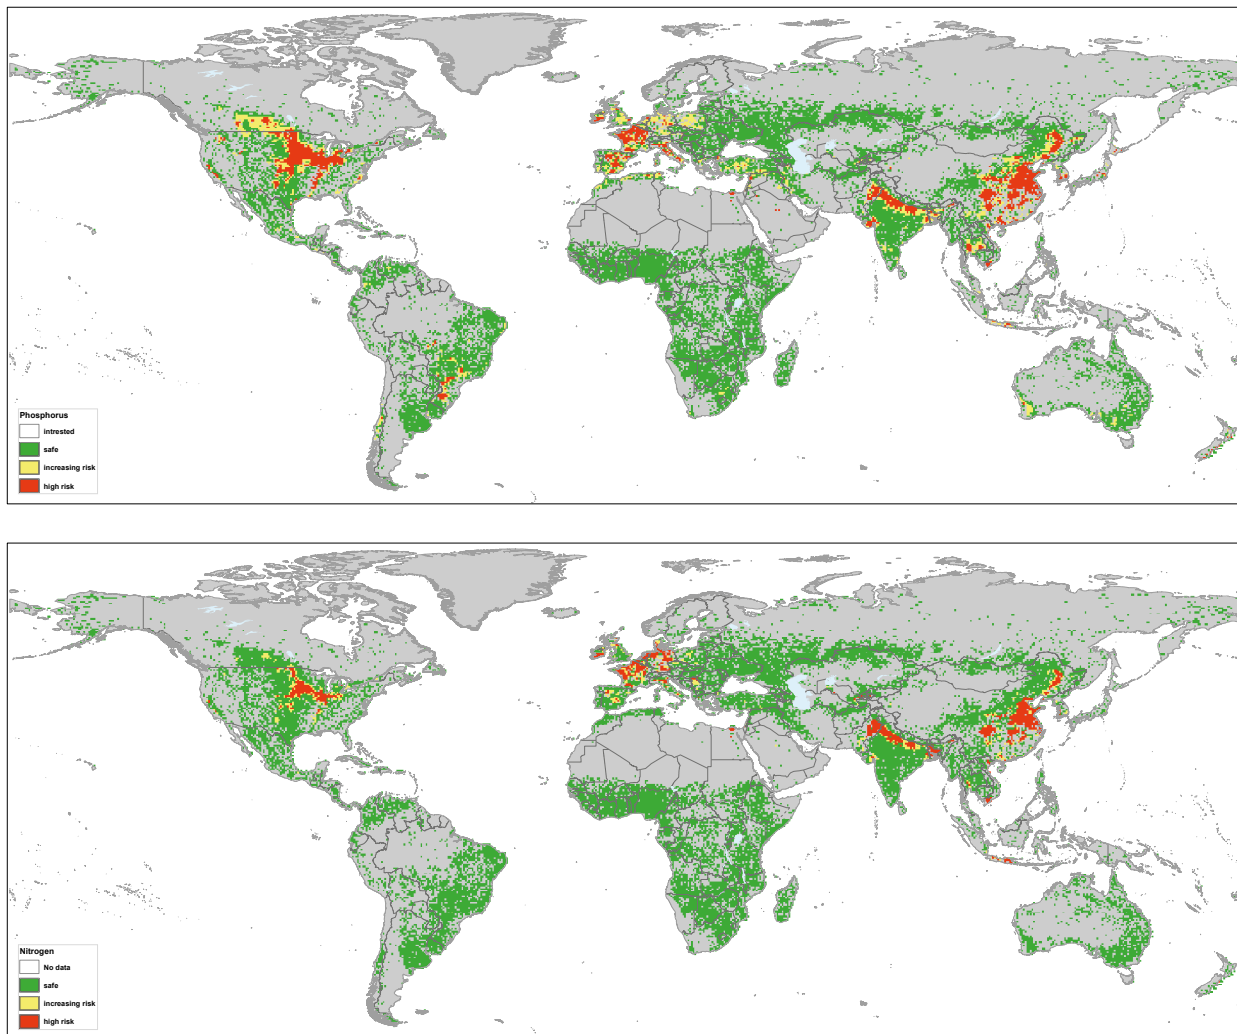 Phosphorus
intrested
safe
increasing risk
high risk
Nitrogen
No data
safe
increasing risk
high risk